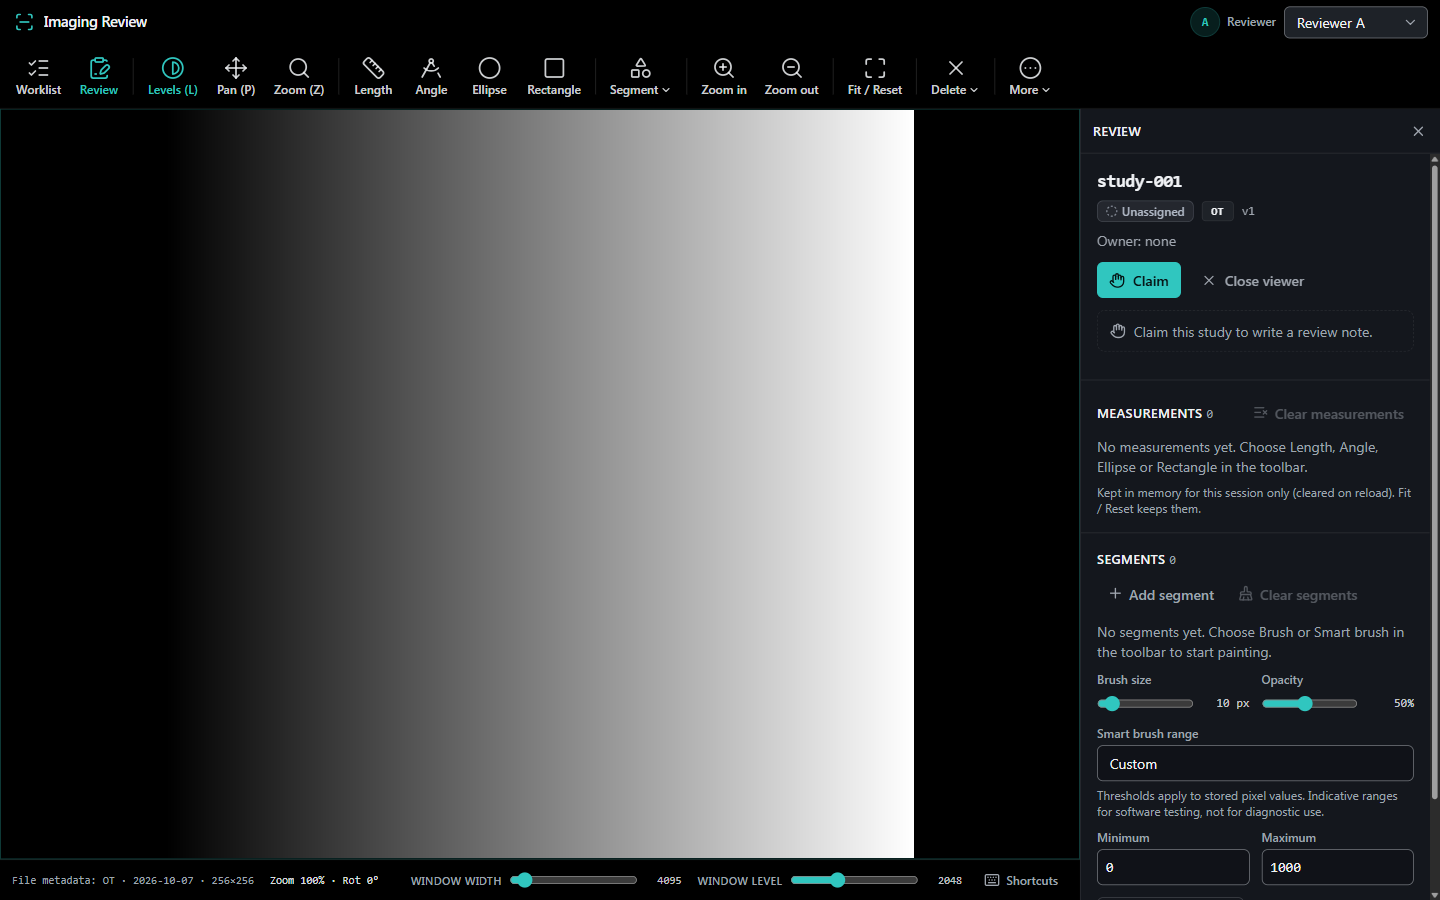 Imaging Review
A Reviewer Reviewer A
Worklist Review Levels (L) Pan (P) Zoom (Z) Length Angle Ellipse Rectangle Segment Zoom in Zoom out Fit / Reset Delete More
REVIEW
study-001
Unassigned OT v1
Owner: none
Claim Close viewer
Claim this study to write a review note.
MEASUREMENTS 0 Clear measurements
No measurements yet. Choose Length, Angle,
Ellipse or Rectangle in the toolbar.
Kept in memory for this session only (cleared on reload). Fit
/ Reset keeps them.
SEGMENTS 0
Add segment Clear segments
No segments yet. Choose Brush or Smart brush in
the toolbar to start painting.
Brush size Opacity
10 px 50%
Smart brush range
Custom
Thresholds apply to stored pixel values. Indicative ranges
for software testing, not for diagnostic use.
Minimum Maximum
0 1000
File metadata: OT · 2026-10-07 · 256×256 Zoom 100% · Rot 0° WINDOW WIDTH 4095 WINDOW LEVEL 2048 Shortcuts